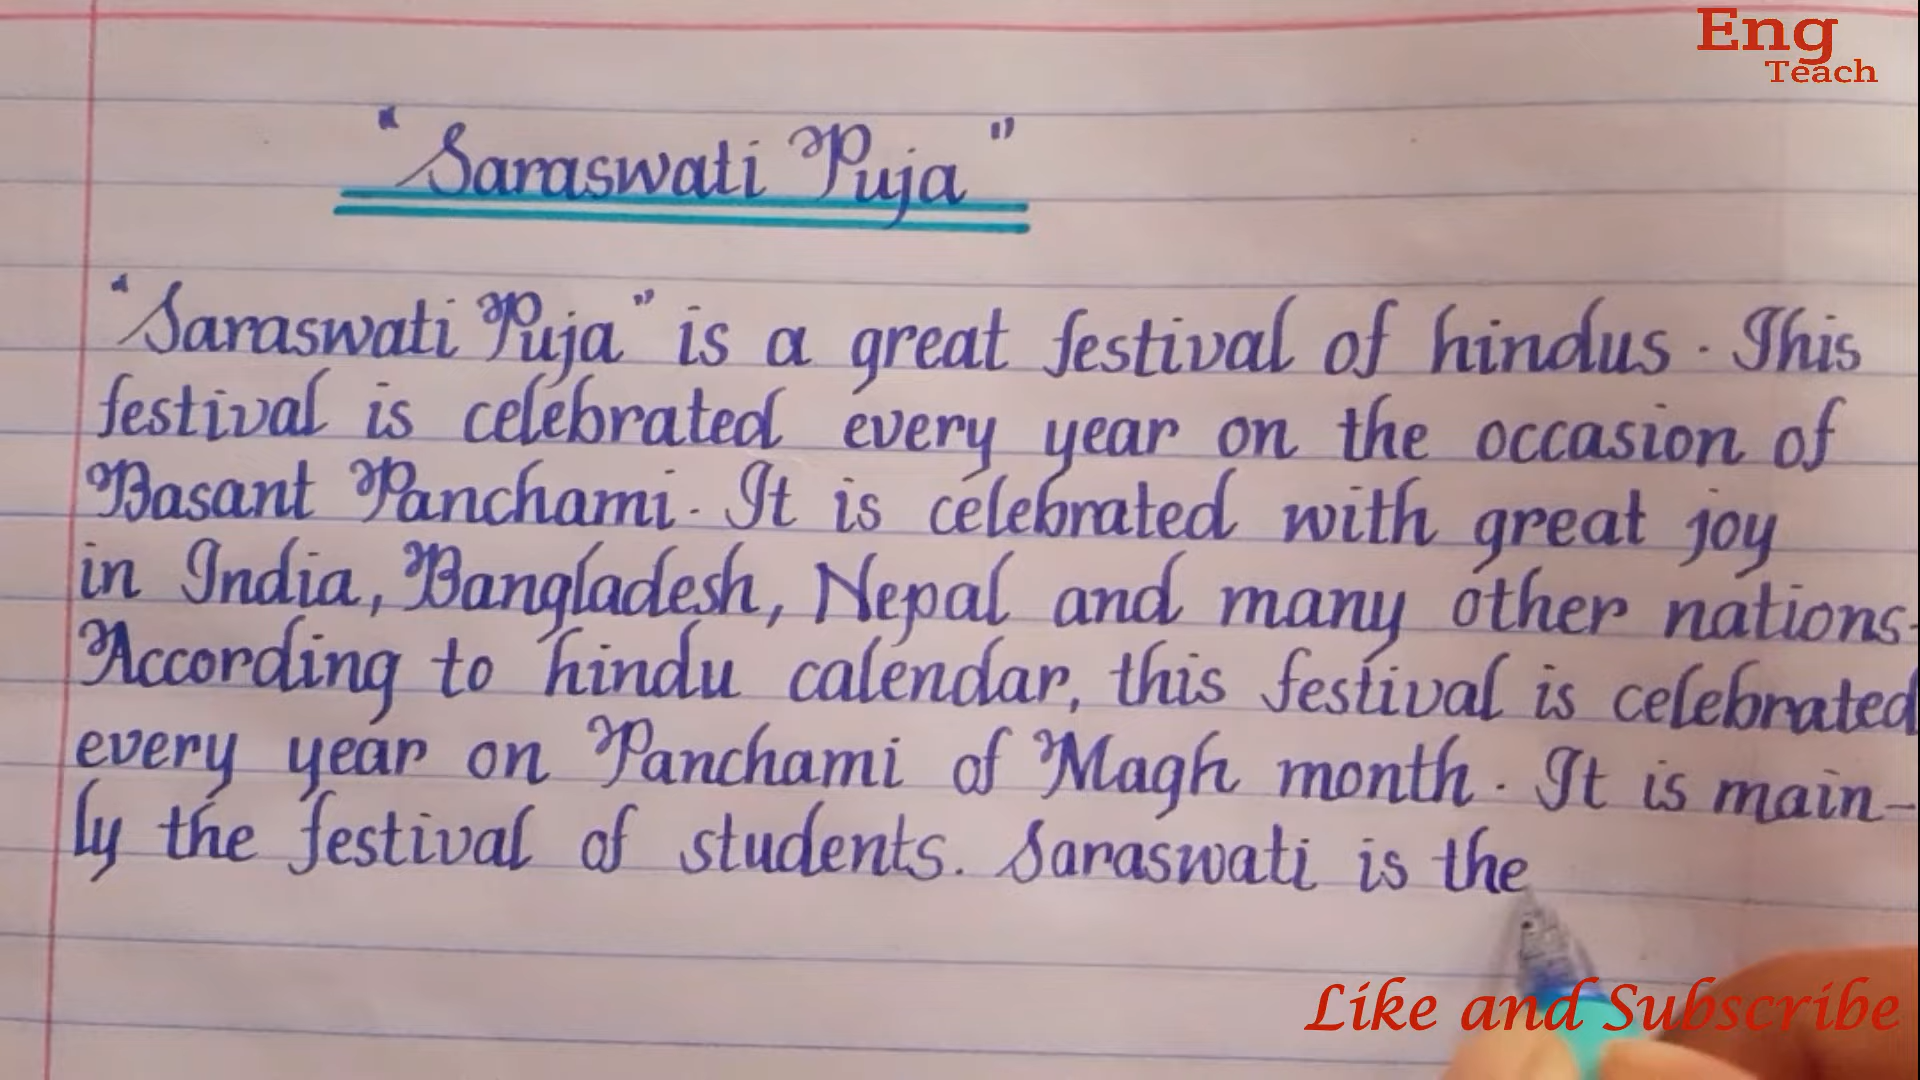 Eng
Teach
"Saraswati Puja"
"Saraswati Puja" is a great festival of hindus. This
festival is celebrated every year on the occasion of
Basant Panchami. It is celebrated with great joy
in India, Bangladesh, Nepal and many other nations.
According to hindu calendar, this festival is celebrated
every year on Panchami of Magh month. It is main-
ly the festival of students. Saraswati is the
Like and Subscribe